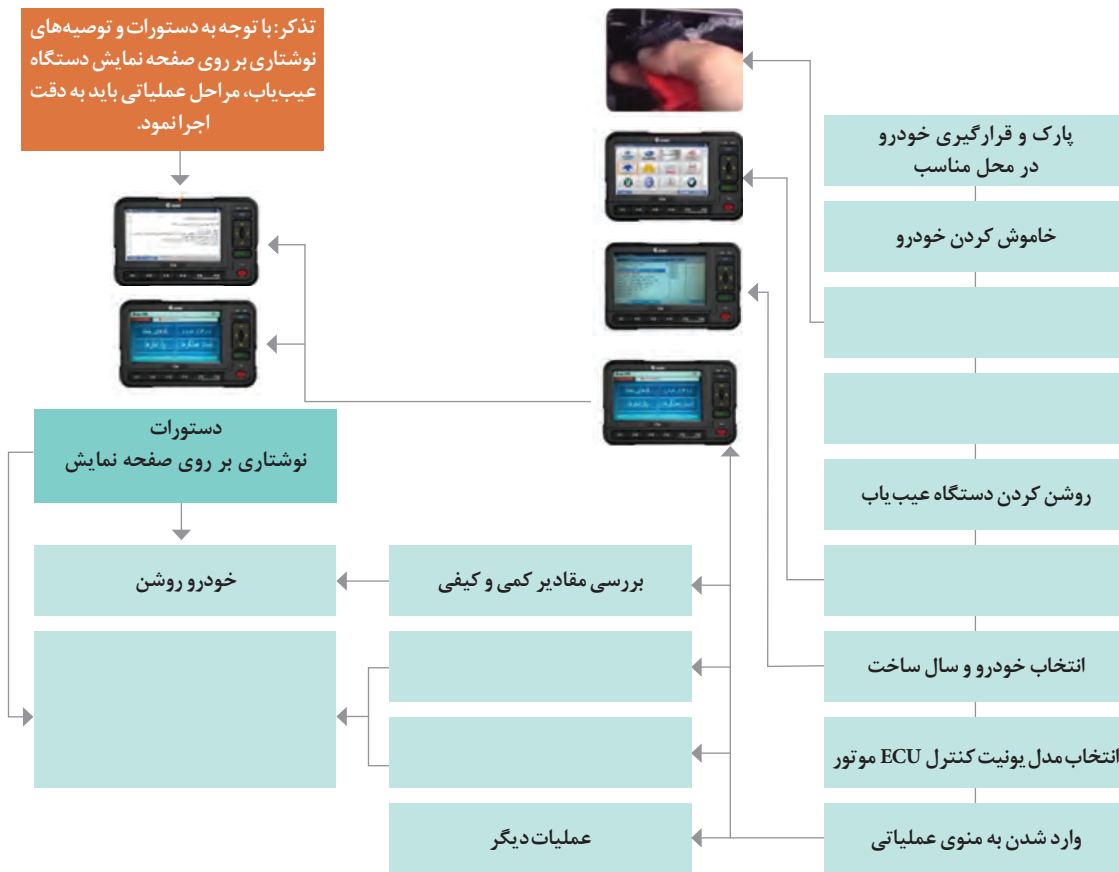 تذکر: با توجه به دستورات و توصیه‌های
نوشتاری بر روی صفحه نمایش دستگاه
عیب‌یاب، مراحل عملیاتی باید به دقت
اجرا نمود.
پارک و قرارگیری خودرو
در محل مناسب
خاموش کردن خودرو
روشن کردن دستگاه عیب‌یاب
انتخاب خودرو و سال ساخت
انتخاب مدل یونیت کنترل ECU موتور
وارد شدن به منوی عملیاتی
دستورات
نوشتاری بر روی صفحه نمایش
بررسی مقادیر کمی و کیفی
خودرو روشن
عملیات دیگر